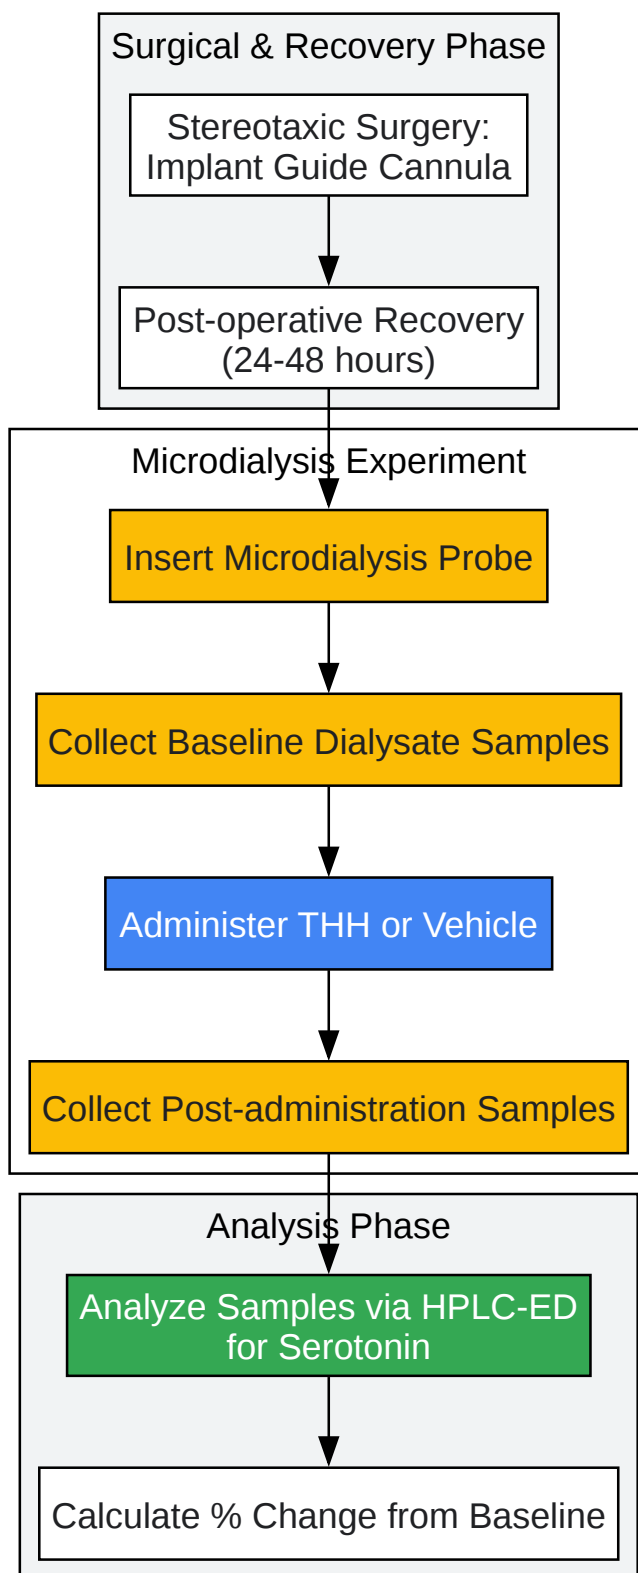 Surgical & Recovery Phase
Stereotaxic Surgery:
Implant Guide Cannula
Post-operative Recovery
(24-48 hours)
Microdialysis Experiment
Insert Microdialysis Probe
Collect Baseline Dialysate Samples
Administer THH or Vehicle
Collect Post-administration Samples
Analysis Phase
Analyze Samples via HPLC-ED
for Serotonin
Calculate % Change from Baseline